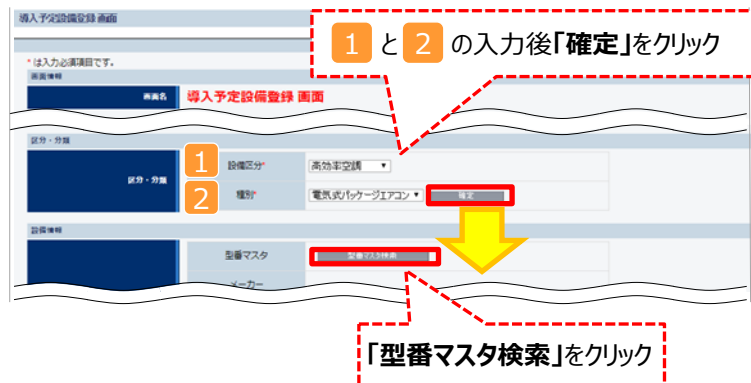 導入予定設備登録 画面
1 と 2 の入力後「確定」をクリック
* は入力必須項目です。
画面情報
画面名 導入予定設備登録 画面
区分・分類
区分・分類
1 設備区分* 高効率空調 ▼
2 種別* 電気式パッケージエアコン ▼ 確定
設備情報
型番マスタ 型番マスタ検索
メーカー
「型番マスタ検索」をクリック